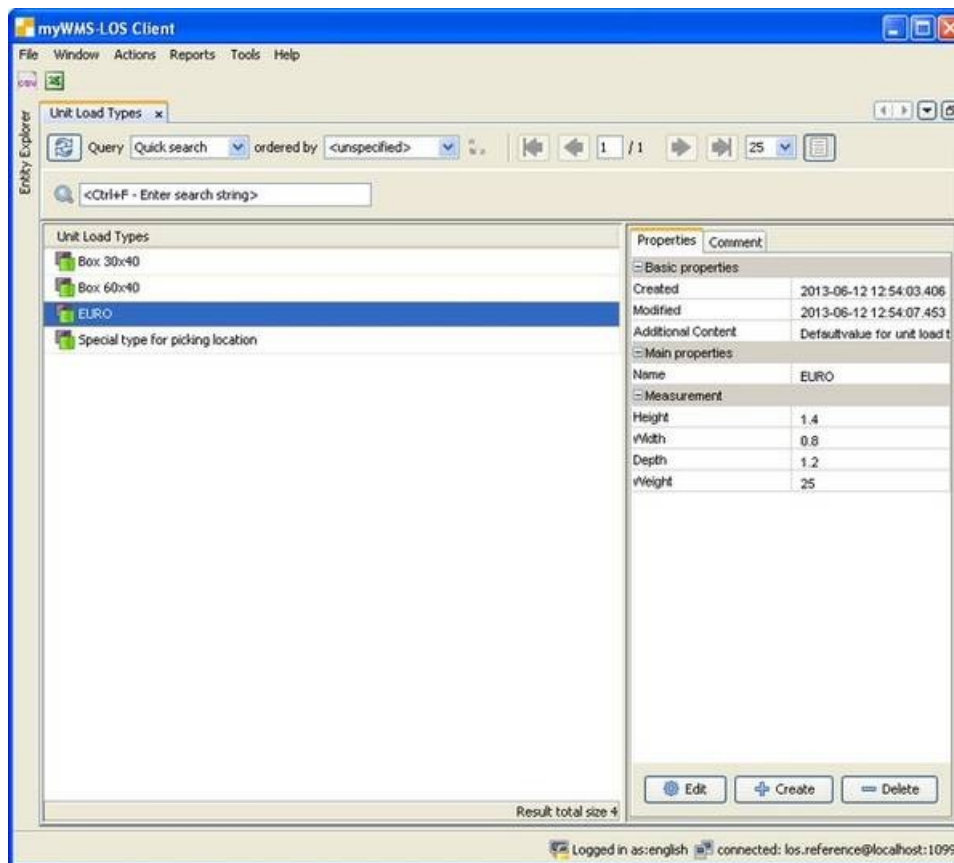 myWMS-LOS Client
File Window Actions Reports Tools Help
CSV
Entity Explorer
Unit Load Types x
Query Quick search ordered by <unspecified> 1 / 1 25
<Ctrl+F - Enter search string>
Unit Load Types
Box 30x40
Box 60x40
EURO
Special type for picking location
Properties Comment
Basic properties
Created 2013-06-12 12:54:03.406
Modified 2013-06-12 12:54:07.453
Additional Content Defaultvalue for unit load t
Main properties
Name EURO
Measurement
Height 1.4
Width 0.8
Depth 1.2
Weight 25
Edit Create Delete
Result total size 4
Logged in as:english connected: los.reference@localhost:1099